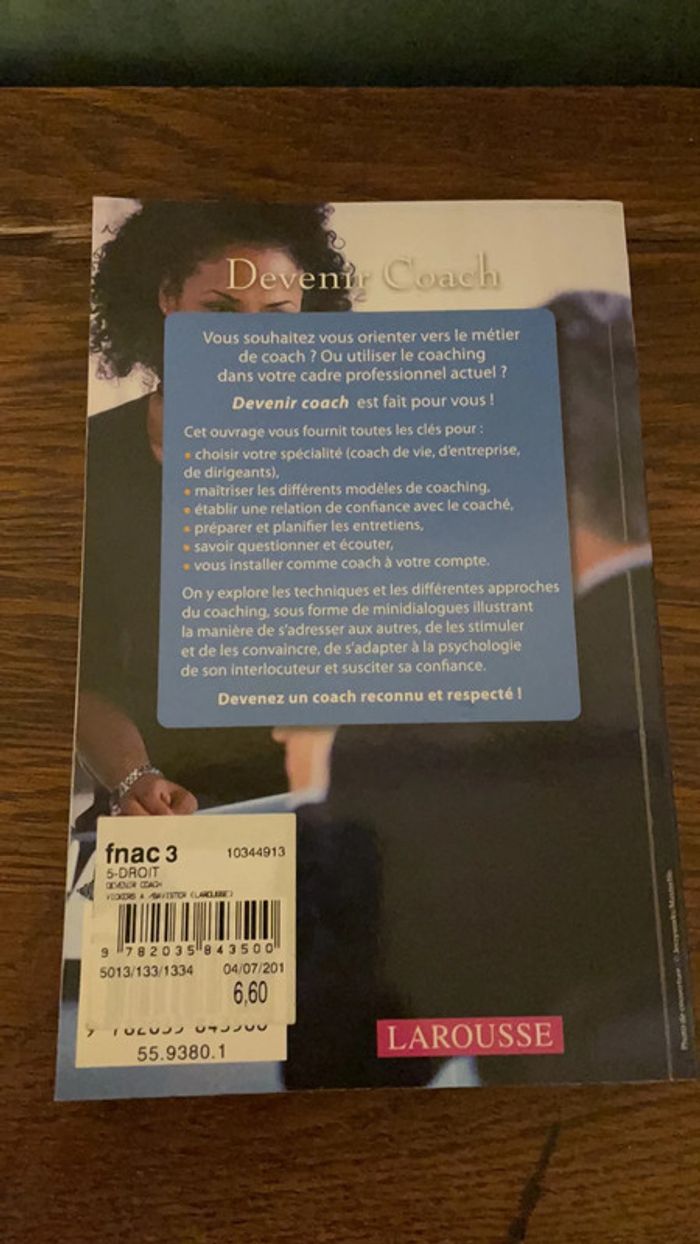 Devenir Coach
Vous souhaitez vous orienter vers le métier
de coach ? Ou utiliser le coaching
dans votre cadre professionnel actuel ?
Devenir coach est fait pour vous !
Cet ouvrage vous fournit toutes les clés pour :
• choisir votre spécialité (coach de vie, d'entreprise,
de dirigeants),
• maîtriser les différents modèles de coaching,
• établir une relation de confiance avec le coaché,
• préparer et planifier les entretiens,
• savoir questionner et écouter,
• vous installer comme coach à votre compte.
On y explore les techniques et les différentes approches
du coaching, sous forme de minidialogues illustrant
la manière de s'adresser aux autres, de les stimuler
et de les convaincre, de s'adapter à la psychologie
de son interlocuteur et susciter sa confiance.
Devenez un coach reconnu et respecté !
fnac 3 10344913
5-DROIT
DEVENIR COACH
(LAROUSSE)
9 782035 843500
5013/133/1334 04/07/201
6,60
55.9380.1
LAROUSSE
Photo de couverture :